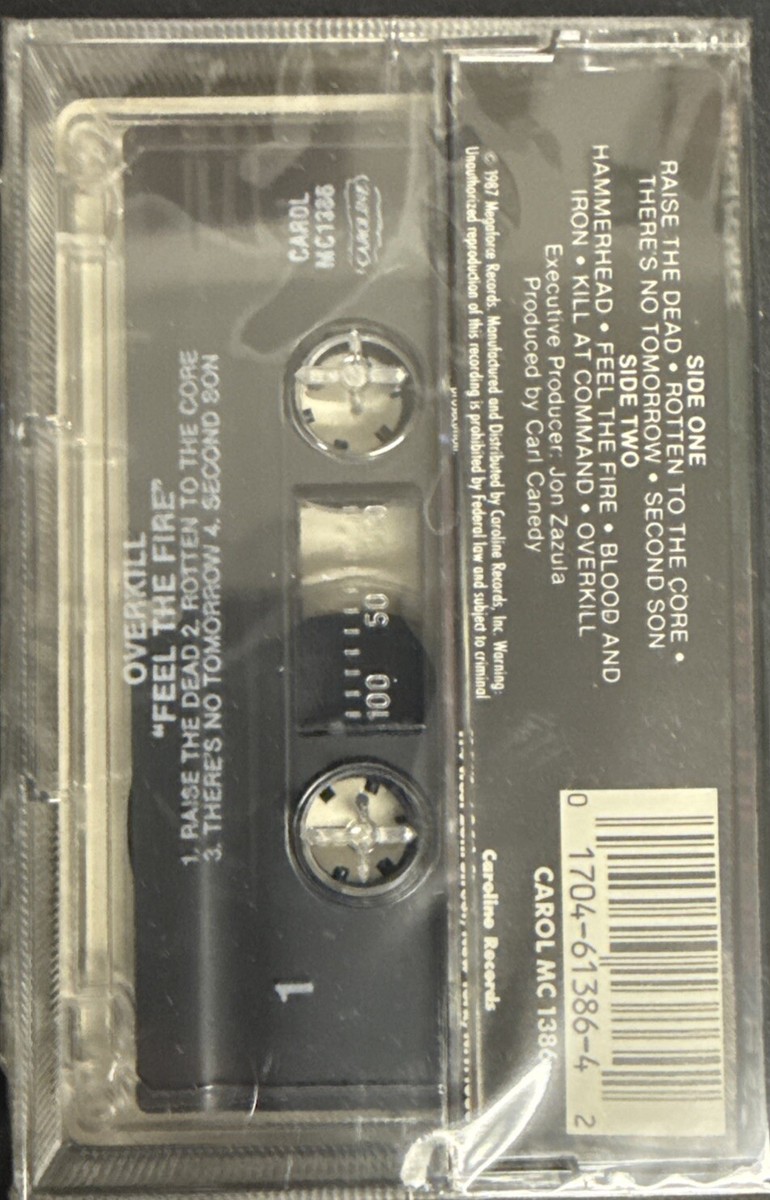 SIDE ONE
RAISE THE DEAD • ROTTEN TO THE CORE •
THERE'S NO TOMORROW • SECOND SON
SIDE TWO
HAMMERHEAD • FEEL THE FIRE • BLOOD AND
IRON • KILL AT COMMAND • OVERKILL
Executive Producer: Jon Zazula
Produced by Carl Canedy
© 1987 Megaforce Records. Manufactured and Distributed by Caroline Records, Inc. Warning:
Unauthorized reproduction of this recording is prohibited by Federal law and subject to criminal
0 1704-61386-4 2
CAROL MC 1386
Caroline Records
CAROLINE
CAROL
MC1386
50 100
1
OVERKILL
"FEEL THE FIRE"
1. RAISE THE DEAD 2. ROTTEN TO THE CORE
3. THERE'S NO TOMORROW 4. SECOND SON